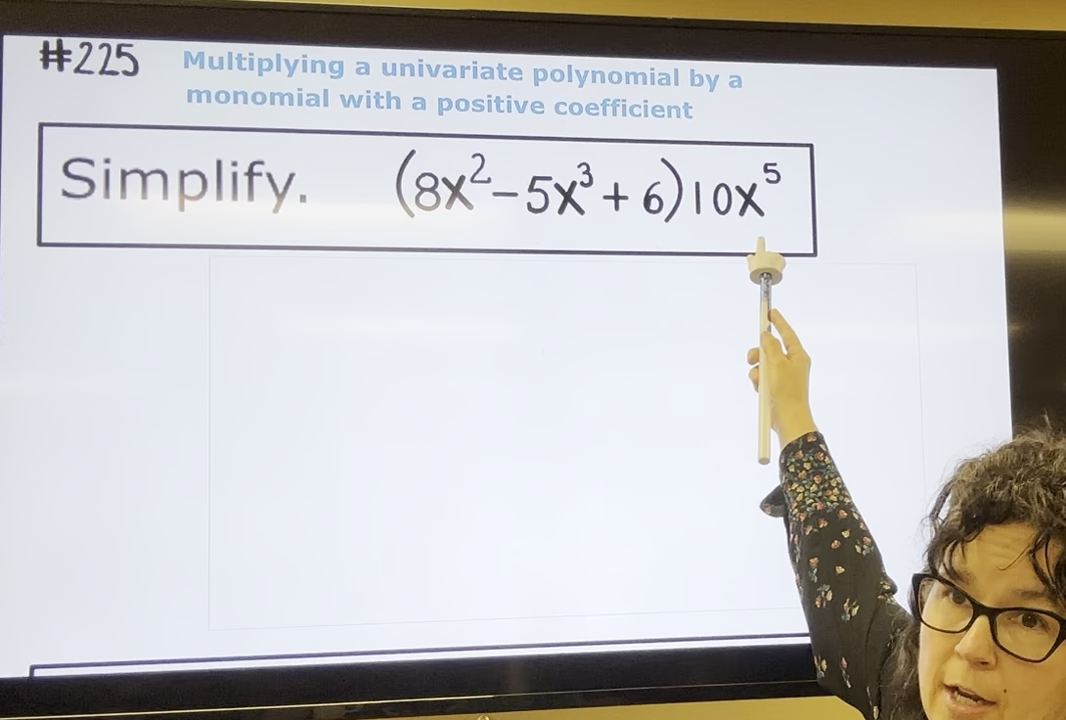 #225 Multiplying a univariate polynomial by a
monomial with a positive coefficient
Simplify. (8x²-5x³+6)10x⁵